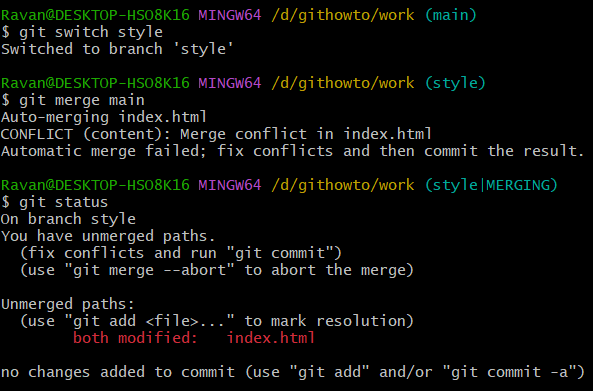 Ravan@DESKTOP-HSO8K16 MINGW64 /d/githowto/work (main)
$ git switch style
Switched to branch 'style'

Ravan@DESKTOP-HSO8K16 MINGW64 /d/githowto/work (style)
$ git merge main
Auto-merging index.html
CONFLICT (content): Merge conflict in index.html
Automatic merge failed; fix conflicts and then commit the result.

Ravan@DESKTOP-HSO8K16 MINGW64 /d/githowto/work (style|MERGING)
$ git status
On branch style
You have unmerged paths.
  (fix conflicts and run "git commit")
  (use "git merge --abort" to abort the merge)

Unmerged paths:
  (use "git add <file>..." to mark resolution)
        both modified:   index.html

no changes added to commit (use "git add" and/or "git commit -a")